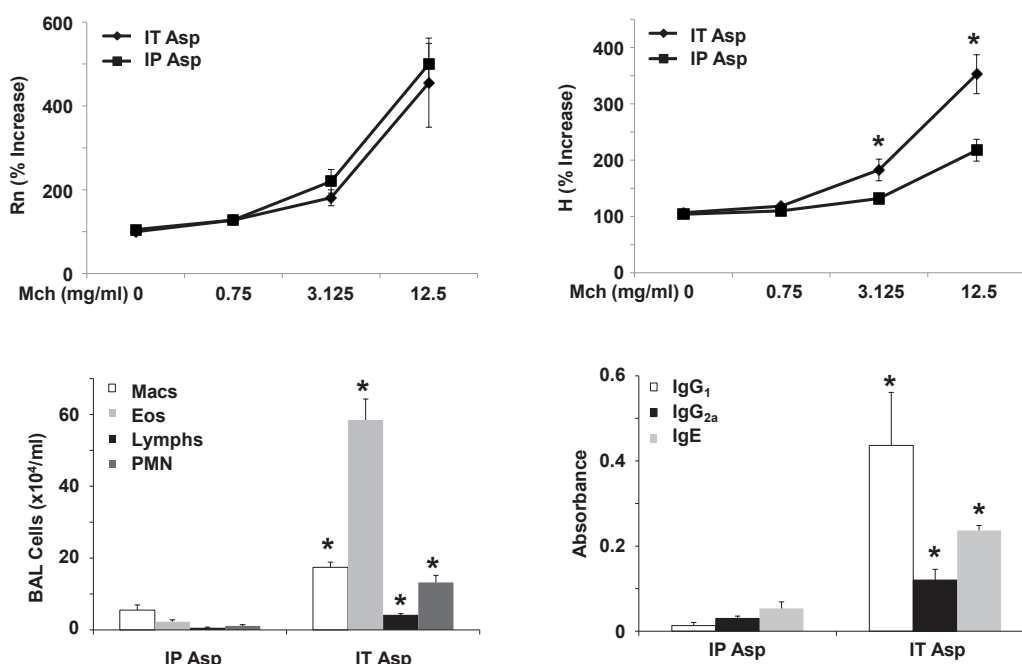 600
400
200
0
Rn (% Increase)
IT Asp
IP Asp
Mch (mg/ml) 0 0.75 3.125 12.5
400
300
200
100
0
H (% Increase)
IT Asp
IP Asp
*
*
Mch (mg/ml) 0 0.75 3.125 12.5
60
40
20
0
BAL Cells (x10⁴/ml)
Macs
Eos
Lymphs
PMN
* * * *
IP Asp IT Asp
0.6
0.4
0.2
0
Absorbance
IgG₁
IgG₂ₐ
IgE
* * *
IP Asp IT Asp